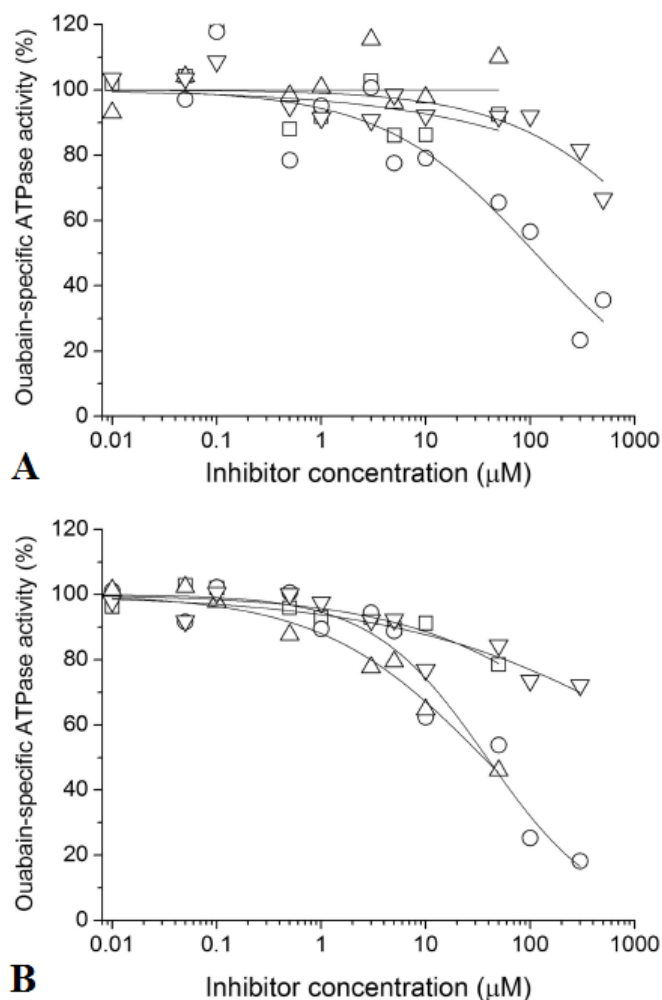 120
100
80
60
40
20
0
Ouabain-specific ATPase activity (%)
0.01 0.1 1 10 100 1000
Inhibitor concentration (μM)
A
120
100
80
60
40
20
0
Ouabain-specific ATPase activity (%)
0.01 0.1 1 10 100 1000
Inhibitor concentration (μM)
B